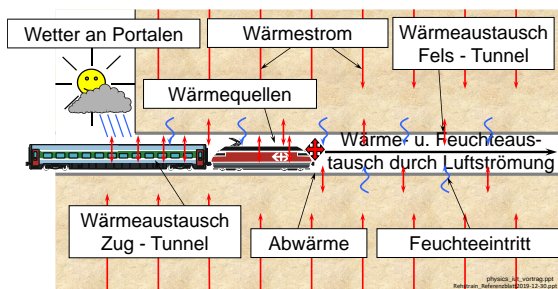 Wetter an Portalen
Wärmestrom
Wärmeaustausch
Fels - Tunnel
Wärmequellen
Wärme- u. Feuchteaus-
tausch durch Luftströmung
Wärmeaustausch
Zug - Tunnel
Abwärme
Feuchteeintritt
physics_ict_vortrag.ppt